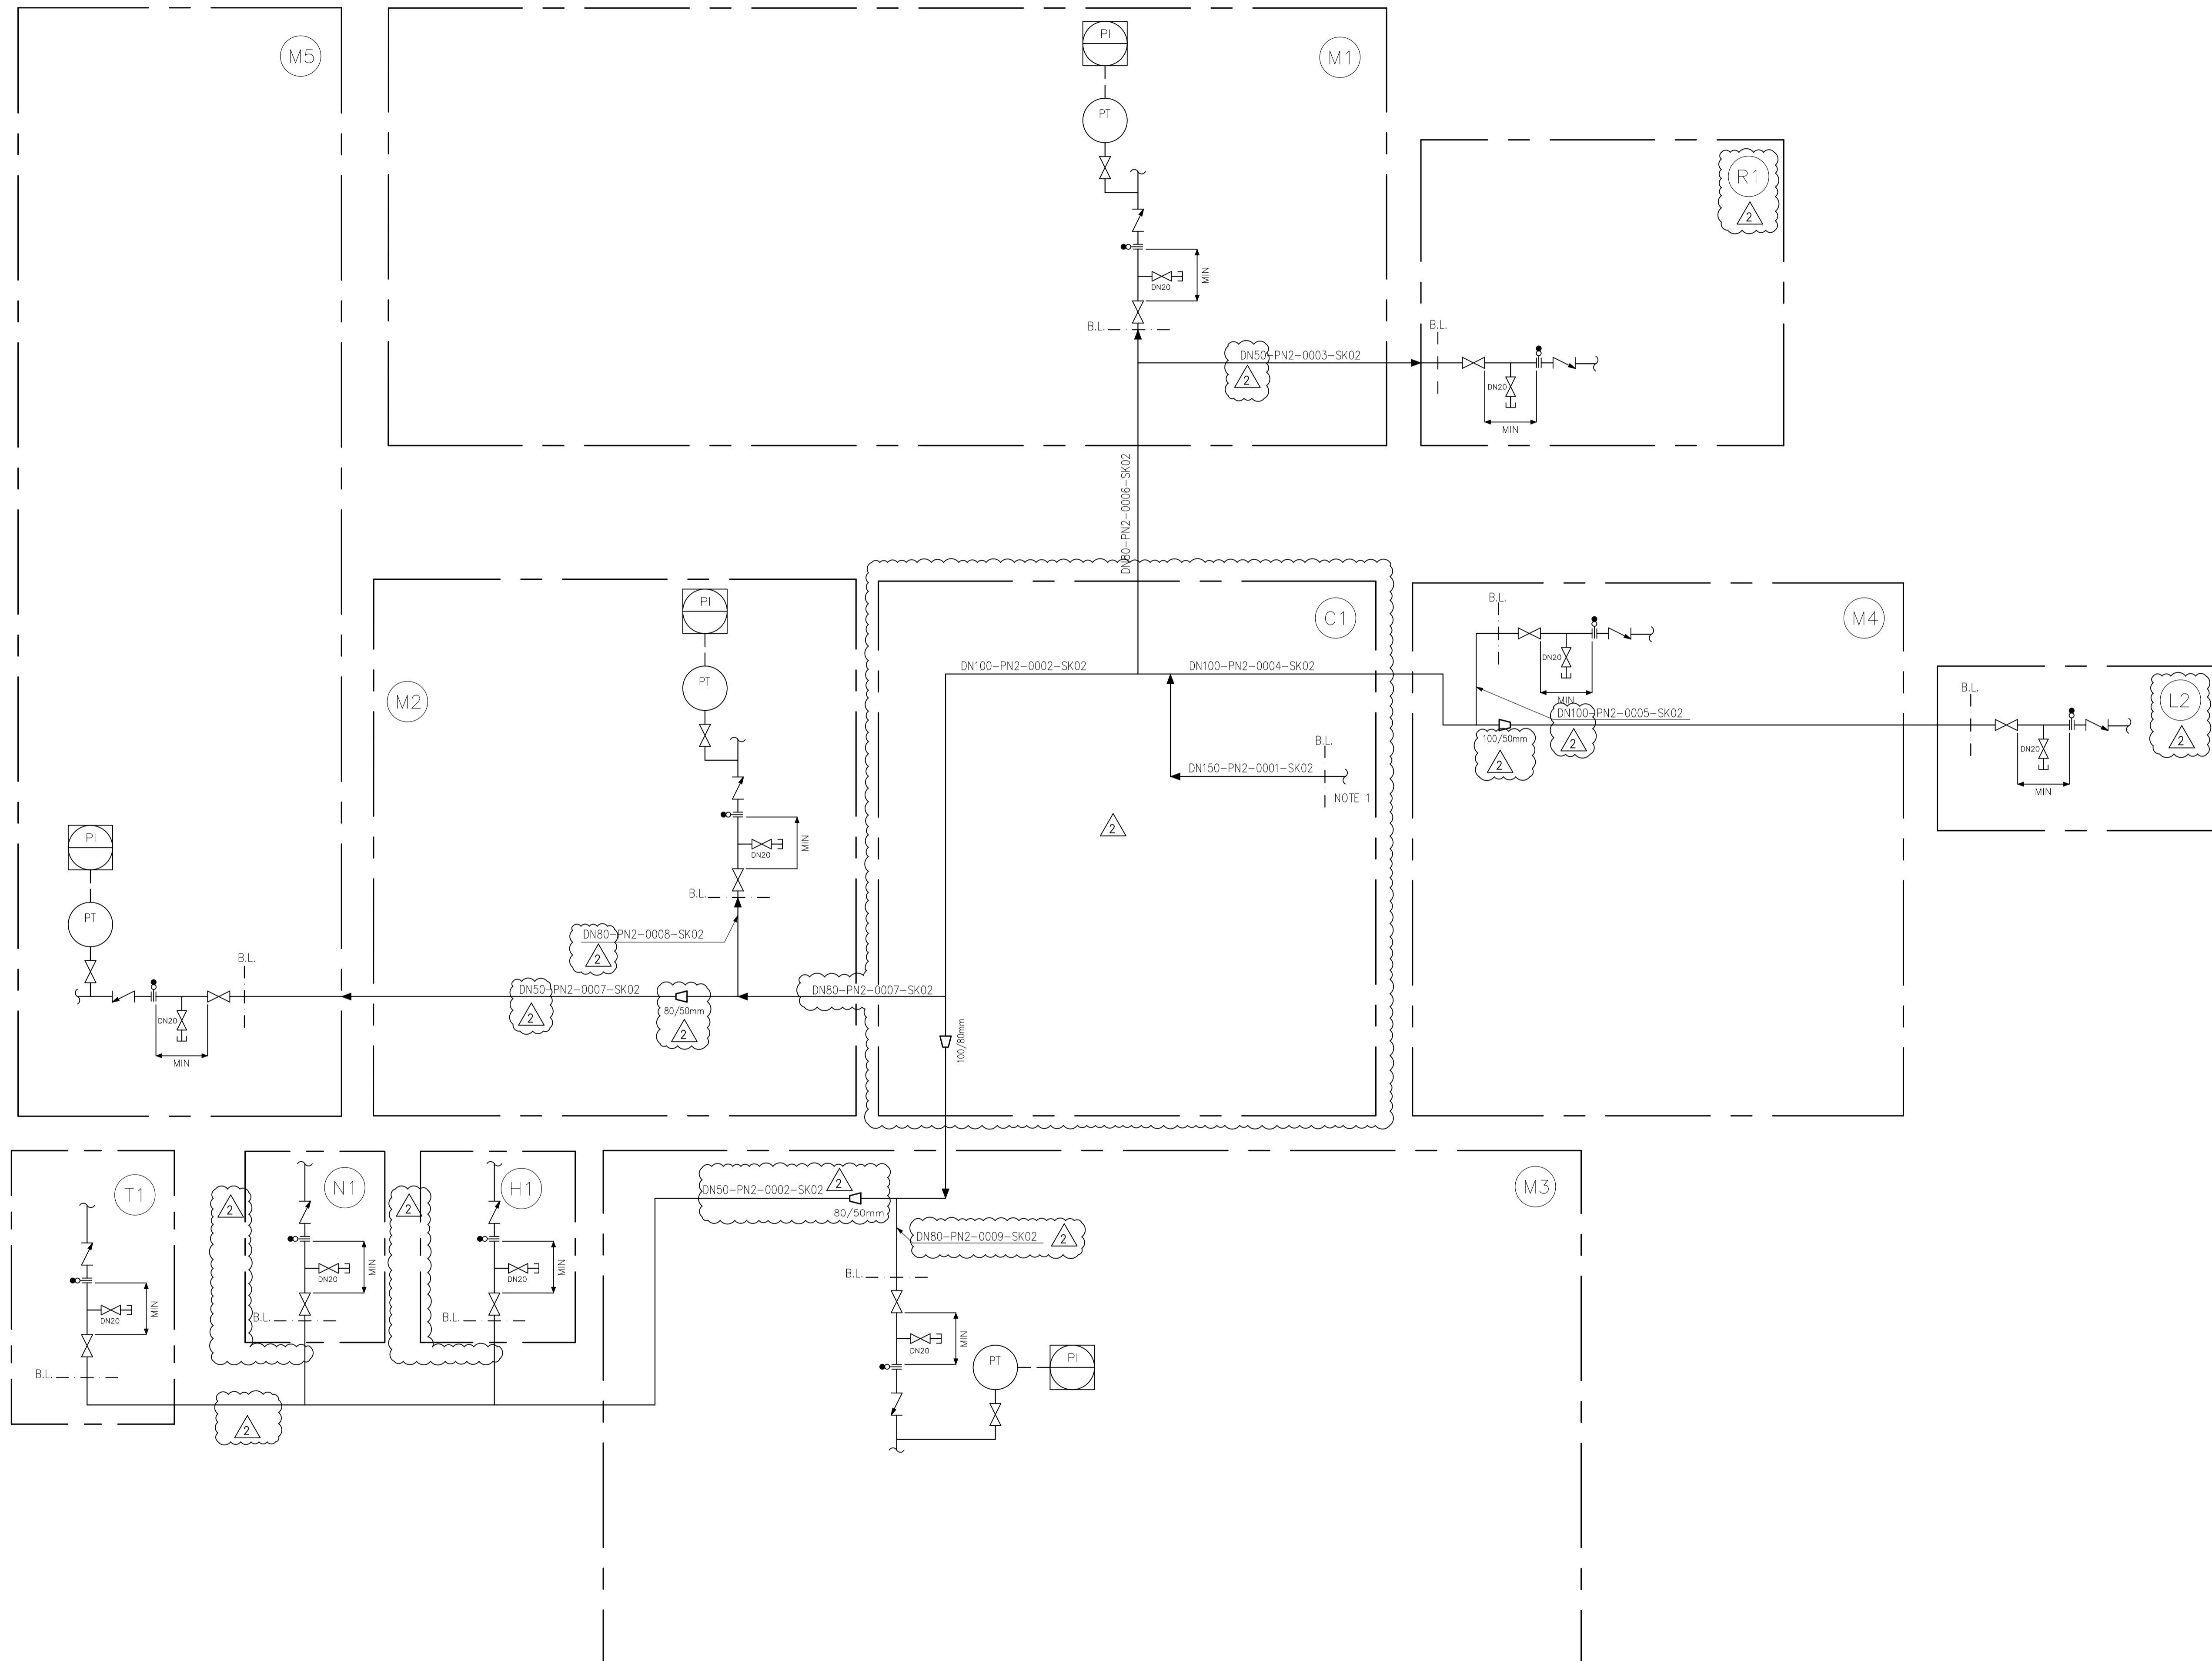 M5
M1
PI
PT
MIN
DN20
B.L.
R1
2
DN50-PN2-0003-SK02
2
B.L.
DN20
MIN
DN80-PN2-0006-SK02
M2
PI
PT
MIN
DN20
B.L.
DN80-PN2-0008-SK02
2
C1
DN100-PN2-0002-SK02
DN100-PN2-0004-SK02
B.L.
DN150-PN2-0001-SK02
NOTE 1
2
M4
B.L.
DN20
MIN
DN100-PN2-0005-SK02
2
100/50mm
2
L2
2
B.L.
DN20
MIN
PI
PT
B.L.
DN20
MIN
DN50-PN2-0007-SK02
2
80/50mm
2
DN80-PN2-0007-SK02
100/80mm
T1
MIN
DN20
B.L.
N1
2
MIN
DN20
B.L.
H1
2
MIN
DN20
B.L.
2
M3
DN50-PN2-0002-SK02
2
80/50mm
DN80-PN2-0009-SK02
2
B.L.
MIN
DN20
PT
PI